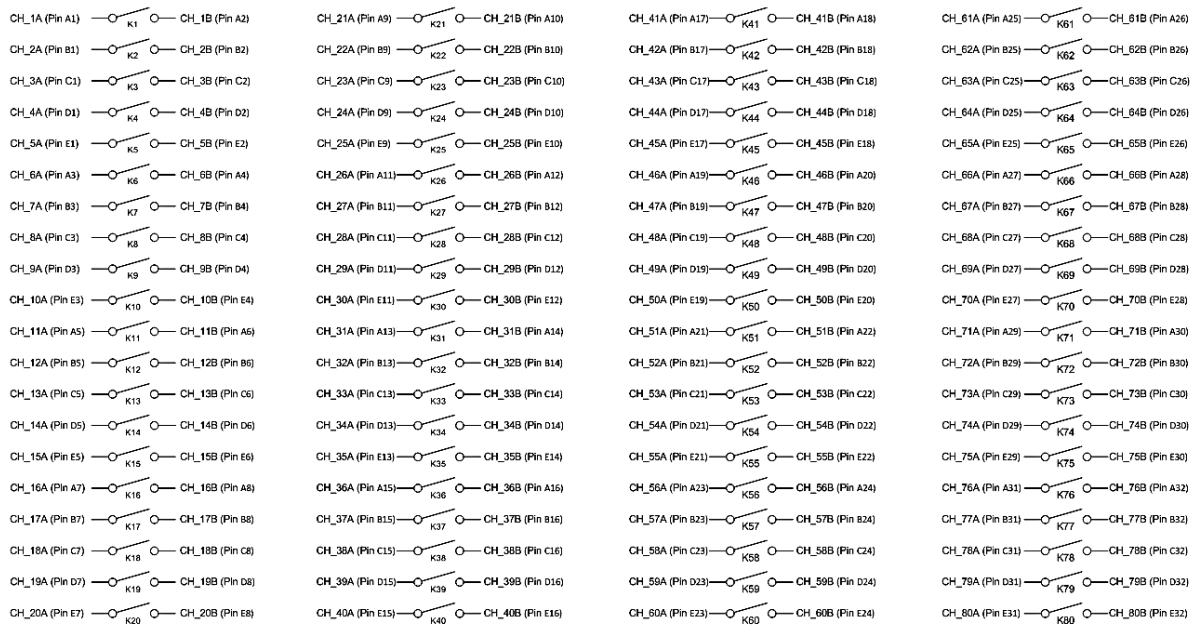 CH_1A (Pin A1) K1 CH_1B (Pin A2) CH_21A (Pin A9) K21 CH_21B (Pin A10) CH_41A (Pin A17) K41 CH_41B (Pin A18) CH_61A (Pin A25) K61 CH_61B (Pin A26)
CH_2A (Pin B1) K2 CH_2B (Pin B2) CH_22A (Pin B9) K22 CH_22B (Pin B10) CH_42A (Pin B17) K42 CH_42B (Pin B18) CH_62A (Pin B25) K62 CH_62B (Pin B26)
CH_3A (Pin C1) K3 CH_3B (Pin C2) CH_23A (Pin C9) K23 CH_23B (Pin C10) CH_43A (Pin C17) K43 CH_43B (Pin C18) CH_63A (Pin C25) K63 CH_63B (Pin C26)
CH_4A (Pin D1) K4 CH_4B (Pin D2) CH_24A (Pin D9) K24 CH_24B (Pin D10) CH_44A (Pin D17) K44 CH_44B (Pin D18) CH_64A (Pin D25) K64 CH_64B (Pin D26)
CH_5A (Pin E1) K5 CH_5B (Pin E2) CH_25A (Pin E9) K25 CH_25B (Pin E10) CH_45A (Pin E17) K45 CH_45B (Pin E18) CH_65A (Pin E25) K65 CH_65B (Pin E26)
CH_6A (Pin A3) K6 CH_6B (Pin A4) CH_26A (Pin A11) K26 CH_26B (Pin A12) CH_46A (Pin A19) K46 CH_46B (Pin A20) CH_66A (Pin A27) K66 CH_66B (Pin A28)
CH_7A (Pin B3) K7 CH_7B (Pin B4) CH_27A (Pin B11) K27 CH_27B (Pin B12) CH_47A (Pin B19) K47 CH_47B (Pin B20) CH_67A (Pin B27) K67 CH_67B (Pin B28)
CH_8A (Pin C3) K8 CH_8B (Pin C4) CH_28A (Pin C11) K28 CH_28B (Pin C12) CH_48A (Pin C19) K48 CH_48B (Pin C20) CH_68A (Pin C27) K68 CH_68B (Pin C28)
CH_9A (Pin D3) K9 CH_9B (Pin D4) CH_29A (Pin D11) K29 CH_29B (Pin D12) CH_49A (Pin D19) K49 CH_49B (Pin D20) CH_69A (Pin D27) K69 CH_69B (Pin D28)
CH_10A (Pin E3) K10 CH_10B (Pin E4) CH_30A (Pin E11) K30 CH_30B (Pin E12) CH_50A (Pin E19) K50 CH_50B (Pin E20) CH_70A (Pin E27) K70 CH_70B (Pin E28)
CH_11A (Pin A5) K11 CH_11B (Pin A6) CH_31A (Pin A13) K31 CH_31B (Pin A14) CH_51A (Pin A21) K51 CH_51B (Pin A22) CH_71A (Pin A29) K71 CH_71B (Pin A30)
CH_12A (Pin B5) K12 CH_12B (Pin B6) CH_32A (Pin B13) K32 CH_32B (Pin B14) CH_52A (Pin B21) K52 CH_52B (Pin B22) CH_72A (Pin B29) K72 CH_72B (Pin B30)
CH_13A (Pin C5) K13 CH_13B (Pin C6) CH_33A (Pin C13) K33 CH_33B (Pin C14) CH_53A (Pin C21) K53 CH_53B (Pin C22) CH_73A (Pin C29) K73 CH_73B (Pin C30)
CH_14A (Pin D5) K14 CH_14B (Pin D6) CH_34A (Pin D13) K34 CH_34B (Pin D14) CH_54A (Pin D21) K54 CH_54B (Pin D22) CH_74A (Pin D29) K74 CH_74B (Pin D30)
CH_15A (Pin E5) K15 CH_15B (Pin E6) CH_35A (Pin E13) K35 CH_35B (Pin E14) CH_55A (Pin E21) K55 CH_55B (Pin E22) CH_75A (Pin E29) K75 CH_75B (Pin E30)
CH_16A (Pin A7) K16 CH_16B (Pin A8) CH_36A (Pin A15) K36 CH_36B (Pin A16) CH_56A (Pin A23) K56 CH_56B (Pin A24) CH_76A (Pin A31) K76 CH_76B (Pin A32)
CH_17A (Pin B7) K17 CH_17B (Pin B8) CH_37A (Pin B15) K37 CH_37B (Pin B16) CH_57A (Pin B23) K57 CH_57B (Pin B24) CH_77A (Pin B31) K77 CH_77B (Pin B32)
CH_18A (Pin C7) K18 CH_18B (Pin C8) CH_38A (Pin C15) K38 CH_38B (Pin C16) CH_58A (Pin C23) K58 CH_58B (Pin C24) CH_78A (Pin C31) K78 CH_78B (Pin C32)
CH_19A (Pin D7) K19 CH_19B (Pin D8) CH_39A (Pin D15) K39 CH_39B (Pin D16) CH_59A (Pin D23) K59 CH_59B (Pin D24) CH_79A (Pin D31) K79 CH_79B (Pin D32)
CH_20A (Pin E7) K20 CH_20B (Pin E8) CH_40A (Pin E15) K40 CH_40B (Pin E16) CH_60A (Pin E23) K60 CH_60B (Pin E24) CH_80A (Pin E31) K80 CH_80B (Pin E32)